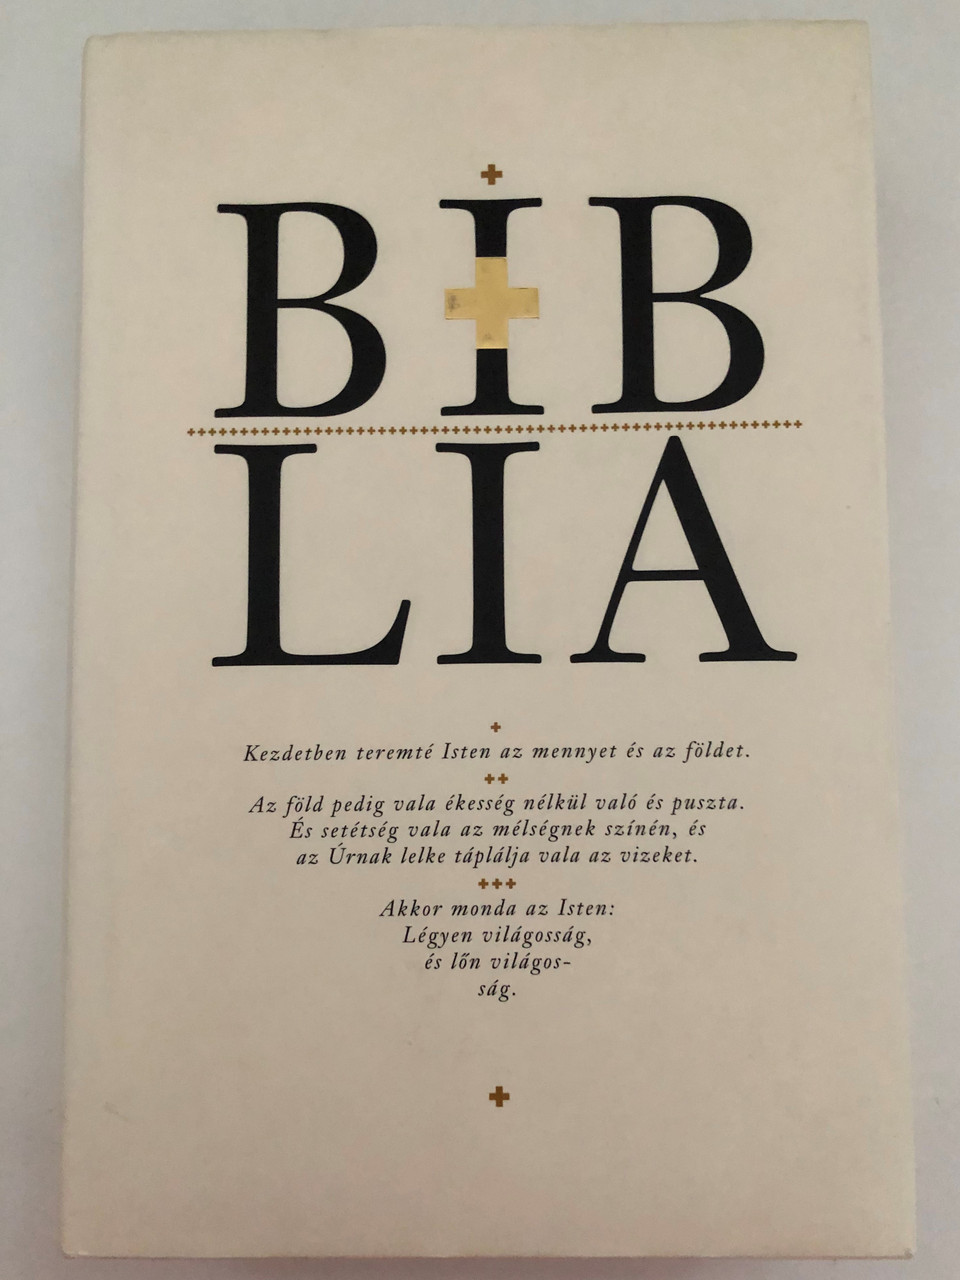 BIB
LIA
Kezdetben teremté Isten az mennyet és az földet.
Az föld pedig vala ékesség nélkül való és puszta.
És setétség vala az mélségnek színén, és
az Úrnak lelke táplálja vala az vizeket.
Akkor monda az Isten:
Légyen világosság,
és lőn világos-
ság.